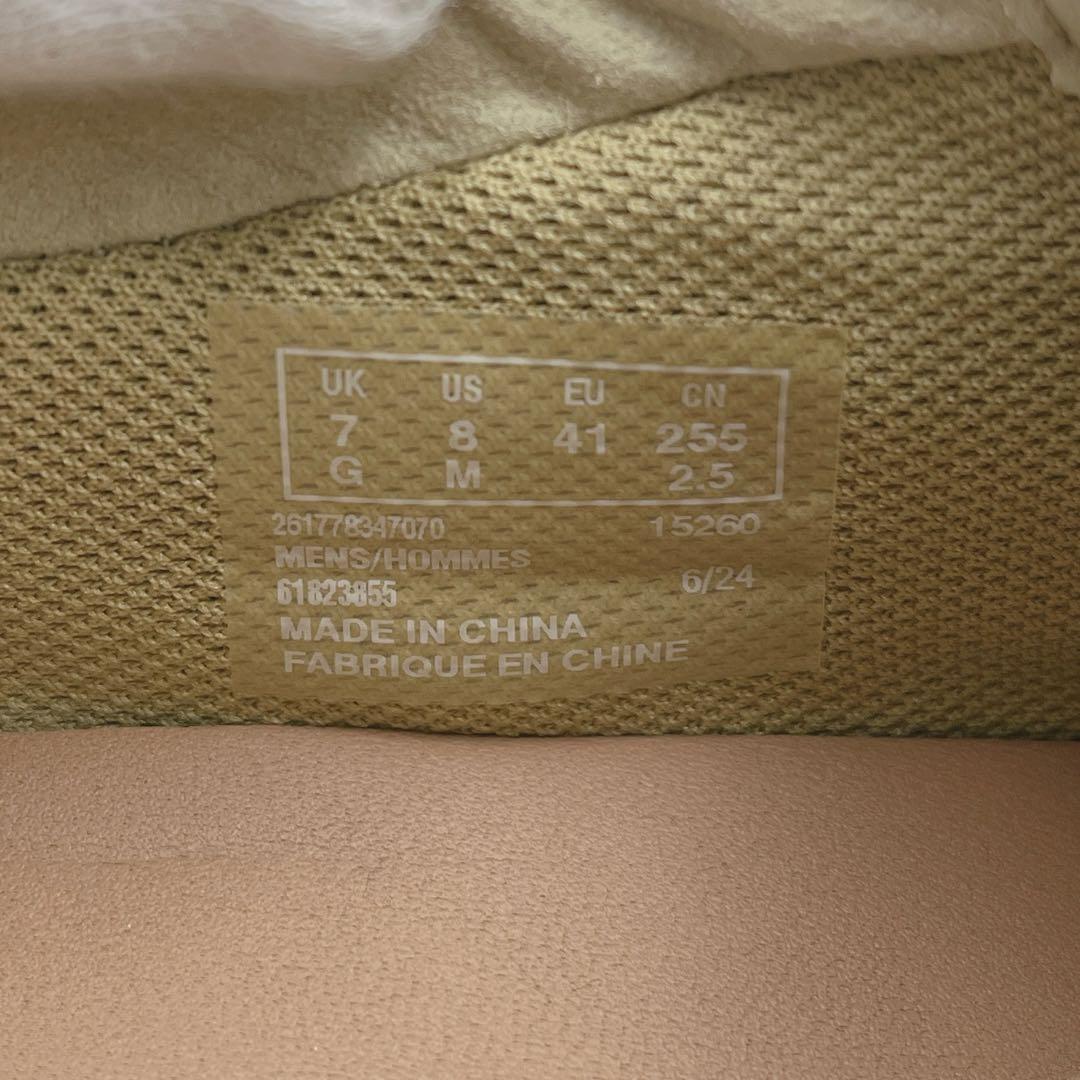 UK US EU CN
7 8 41 255
G M 2.5
261778347070 15260
MENS/HOMMES
61823855 6/24
MADE IN CHINA
FABRIQUE EN CHINE